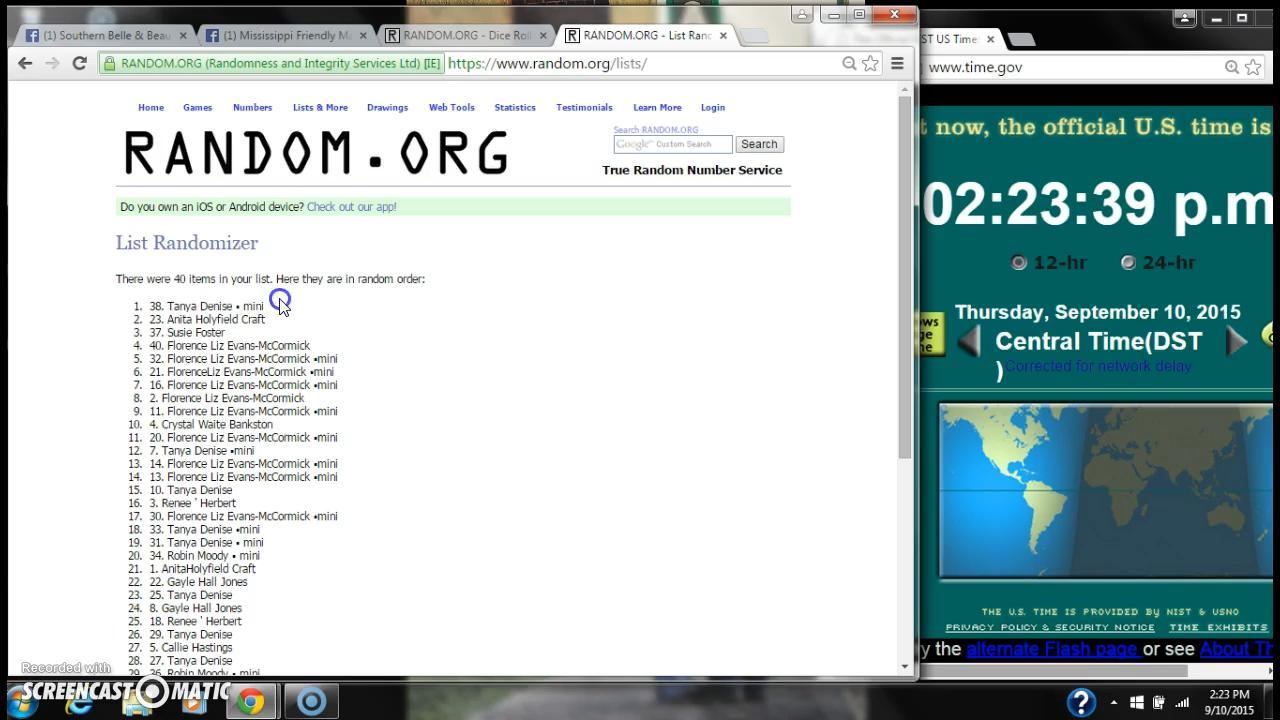 (1) Southern Belle & Beau
(1) Mississippi Friendly M
RANDOM.ORG - Dice Roll
RANDOM.ORG - List Ran
RANDOM.ORG (Randomness and Integrity Services Ltd) [IE]
https://www.random.org/lists/
Home Games Numbers Lists & More Drawings Web Tools Statistics Testimonials Learn More Login
RANDOM.ORG
Search RANDOM.ORG
Google™ Custom Search
Search
True Random Number Service
Do you own an iOS or Android device? Check out our app!
List Randomizer
There were 40 items in your list. Here they are in random order:
1. 38. Tanya Denise • mini
2. 23. Anita Holyfield Craft
3. 37. Susie Foster
4. 40. Florence Liz Evans-McCormick
5. 32. Florence Liz Evans-McCormick •mini
6. 21. FlorenceLiz Evans-McCormick •mini
7. 16. Florence Liz Evans-McCormick •mini
8. 2. Florence Liz Evans-McCormick
9. 11. Florence Liz Evans-McCormick •mini
10. 4. Crystal Waite Bankston
11. 20. Florence Liz Evans-McCormick •mini
12. 7. Tanya Denise •mini
13. 14. Florence Liz Evans-McCormick •mini
14. 13. Florence Liz Evans-McCormick •mini
15. 10. Tanya Denise
16. 3. Renee ' Herbert
17. 30. Florence Liz Evans-McCormick •mini
18. 33. Tanya Denise •mini
19. 31. Tanya Denise •mini
20. 34. Robin Moody • mini
21. 1. AnitaHolyfield Craft
22. 22. Gayle Hall Jones
23. 25. Tanya Denise
24. 8. Gayle Hall Jones
25. 18. Renee ' Herbert
26. 29. Tanya Denise
27. 5. Callie Hastings
28. 27. Tanya Denise
29. 36. Robin Moody • mini
ST US Time
www.time.gov
t now, the official U.S. time is
02:23:39 p.m
12-hr 24-hr
Thursday, September 10, 2015
Central Time(DST
)Corrected for network delay
THE U.S. TIME IS PROVIDED BY NIST & USNO
PRIVACY POLICY & SECURITY NOTICE TIME EXHIBITS
y the alternate Flash page or see About Th
Recorded with
SCREENCAST-O-MATIC
2:23 PM
9/10/2015